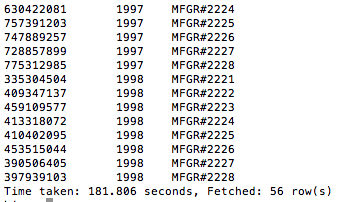 630422081 1997 MFGR#2224
757391203 1997 MFGR#2225
747889257 1997 MFGR#2226
728857899 1997 MFGR#2227
775312985 1997 MFGR#2228
335304504 1998 MFGR#2221
409347137 1998 MFGR#2222
459109577 1998 MFGR#2223
413318072 1998 MFGR#2224
410402095 1998 MFGR#2225
453515044 1998 MFGR#2226
390506405 1998 MFGR#2227
397939103 1998 MFGR#2228
Time taken: 181.806 seconds, Fetched: 56 row(s)